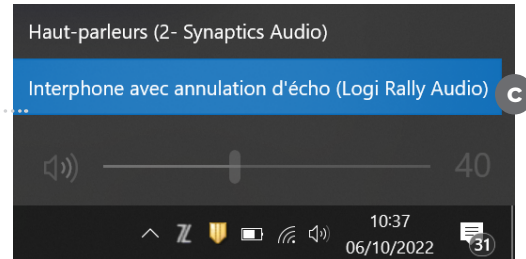 Haut-parleurs (2- Synaptics Audio)
Interphone avec annulation d'écho (Logi Rally Audio)
C
40
10:37
06/10/2022
31